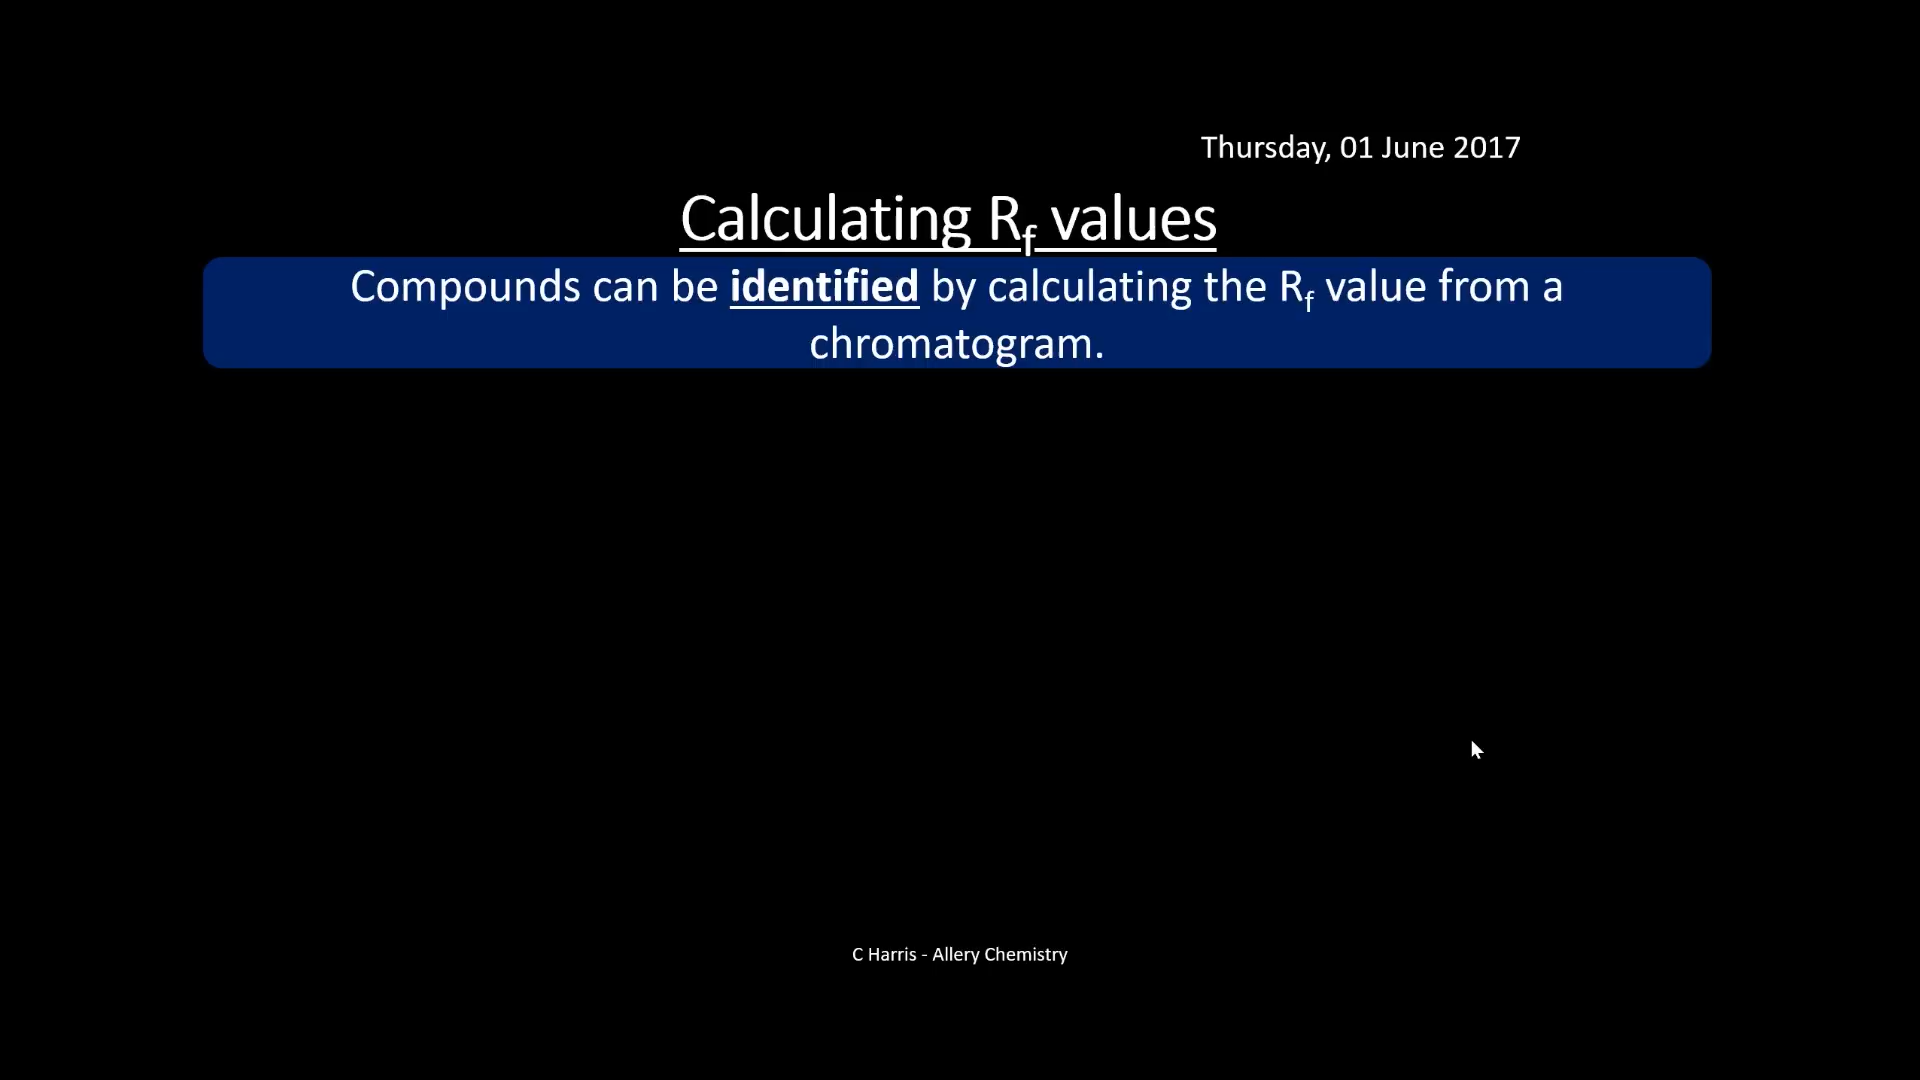 Thursday, 01 June 2017
Calculating Rf values
Compounds can be identified by calculating the Rf value from a
chromatogram.
C Harris - Allery Chemistry